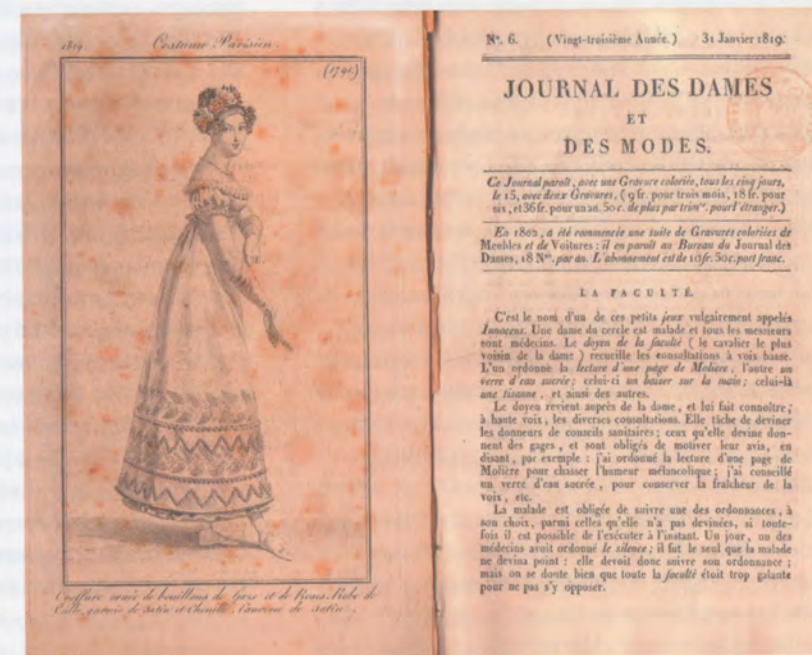 1819.
Costume Parisien.
(1791)
Coiffure ornée de bouillons de Gaze et de Roses. Robe de
Tulle, garnie de Satin et Chenille. Canezou de Satin.
Nº. 6. (Vingt-troisième Année.) 31 Janvier 1819.
JOURNAL DES DAMES
ET
DES MODES.
Ce Journal paroît, avec une Gravure coloriée, tous les cinq jours,
le 15, avec deux Gravures, (9 fr. pour trois mois, 18 fr. pour
six, et 36 fr. pour un an. 50 c. de plus par trimre. pour l'étranger.)
En 1802, a été commencée une suite de Gravures coloriées de
Meubles et de Voitures : il en paroît au Bureau du Journal des
Dames, 18 Nos. par an. L'abonnement est de 10 fr. 50 c. port franc.
LA FACULTÉ.
C'est le nom d'un de ces petits jeux vulgairement appelés
Innocens. Une dame du cercle est malade et tous les messieurs
sont médecins. Le doyen de la faculté ( le cavalier le plus
voisin de la dame ) recueille les consultations à voix basse.
L'un ordonne la lecture d'une page de Molière, l'autre un
verre d'eau sucrée; celui-ci un baiser sur la main; celui-là
une tisanne, et ainsi des autres.
Le doyen revient auprès de la dame, et lui fait connoître,
à haute voix, les diverses consultations. Elle tâche de deviner
les donneurs de conseils sanitaires; ceux qu'elle devine don-
nent des gages, et sont obligés de motiver leur avis, en
disant, par exemple : j'ai ordonné la lecture d'une page de
Molière pour chasser l'humeur mélancolique; j'ai conseillé
un verre d'eau sucrée, pour conserver la fraîcheur de la
voix, etc.
La malade est obligée de suivre une des ordonnances, à
son choix, parmi celles qu'elle n'a pas devinées, si toute-
fois il est possible de l'exécuter à l'instant. Un jour, un des
médecins avoit ordonné le silence; il fut le seul que la malade
ne devina point : elle devoit donc suivre son ordonnance;
mais on se doute bien que toute la faculté étoit trop galante
pour ne pas s'y opposer.